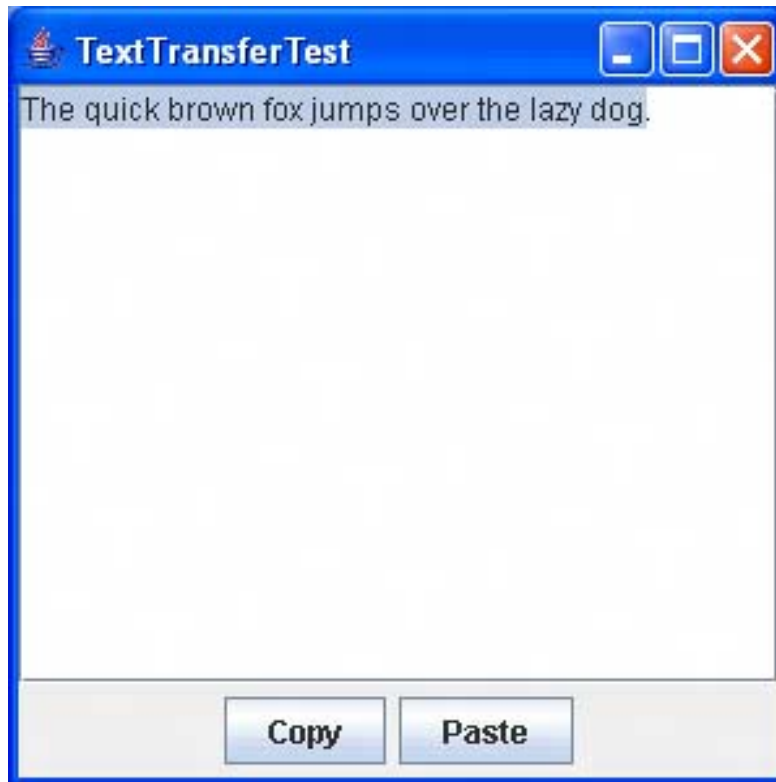 TextTransferTest
The quick brown fox jumps over the lazy dog.
Copy Paste